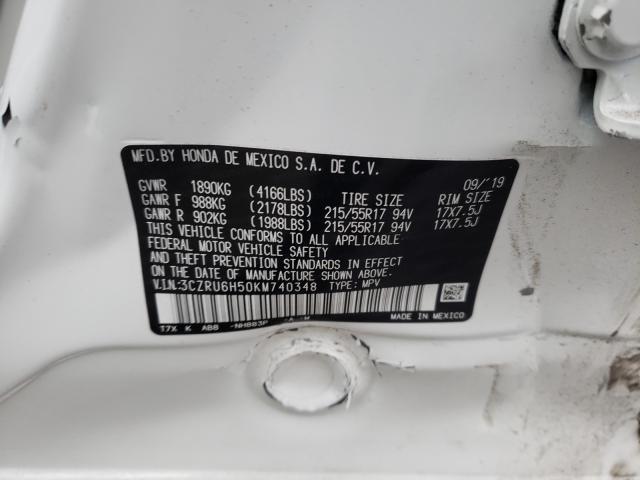 MFD.BY HONDA DE MEXICO S.A. DE C.V.
09/'19
GVWR 1890KG (4166LBS) TIRE SIZE RIM SIZE
GAWR F 988KG (2178LBS) 215/55R17 94V 17X7.5J
GAWR R 902KG (1988LBS) 215/55R17 94V 17X7.5J
THIS VEHICLE CONFORMS TO ALL APPLICABLE
FEDERAL MOTOR VEHICLE SAFETY
AND THEFT PREVENTION STANDARDS IN EFFECT
ON THE DATE OF MANUFACTURE SHOWN ABOVE.
V.I.N:3CZRU6H50KM740348 TYPE: MPV
T7X K AB8 -NH883P -A-
MADE IN MEXICO